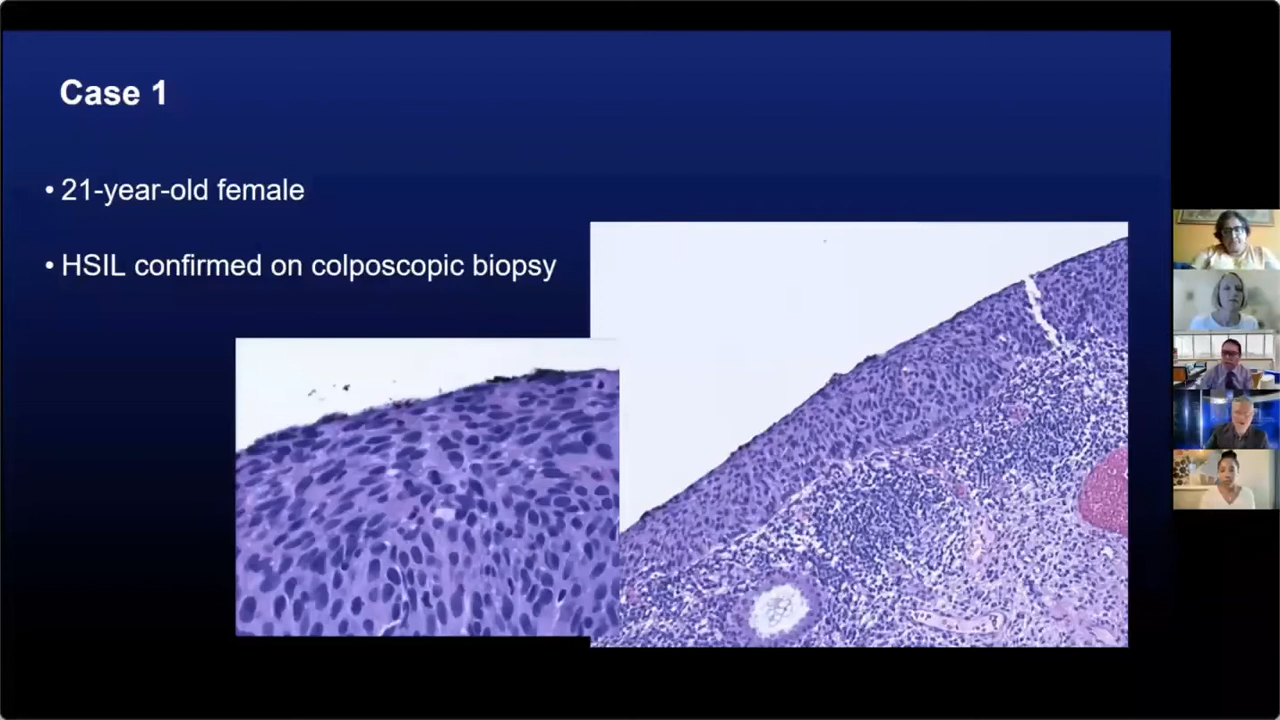 Case 1
• 21-year-old female
• HSIL confirmed on colposcopic biopsy